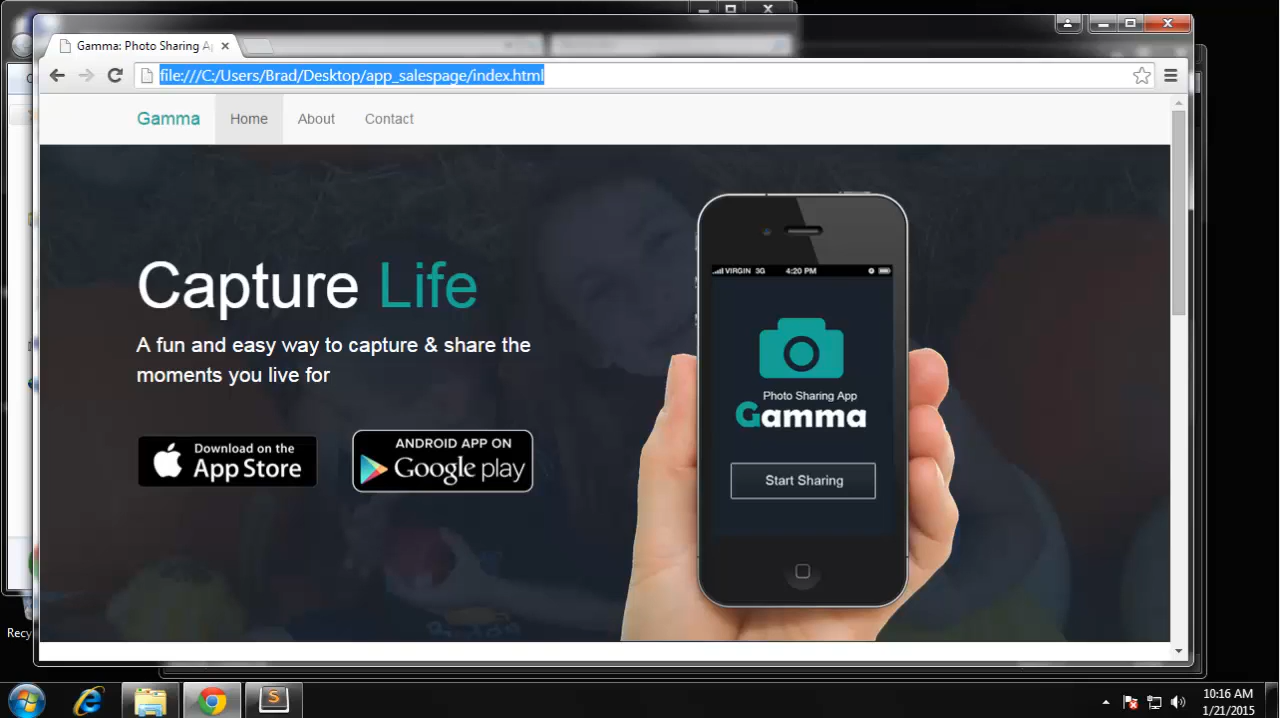 Gamma: Photo Sharing Ap
file:///C:/Users/Brad/Desktop/app_salespage/index.html
Gamma
Home
About
Contact
Capture Life
A fun and easy way to capture & share the
moments you live for
Download on the
App Store
ANDROID APP ON
Google play
VIRGIN 3G 4:20 PM
Photo Sharing App
Gamma
Start Sharing
Recy
10:16 AM
1/21/2015